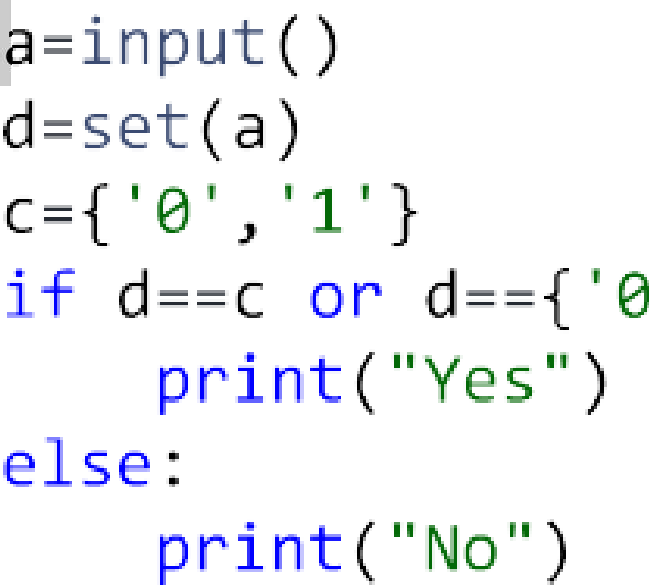 a=input()
d=set(a)
c={'0','1'}
if d==c or d=={'0
    print("Yes")
else:
    print("No")